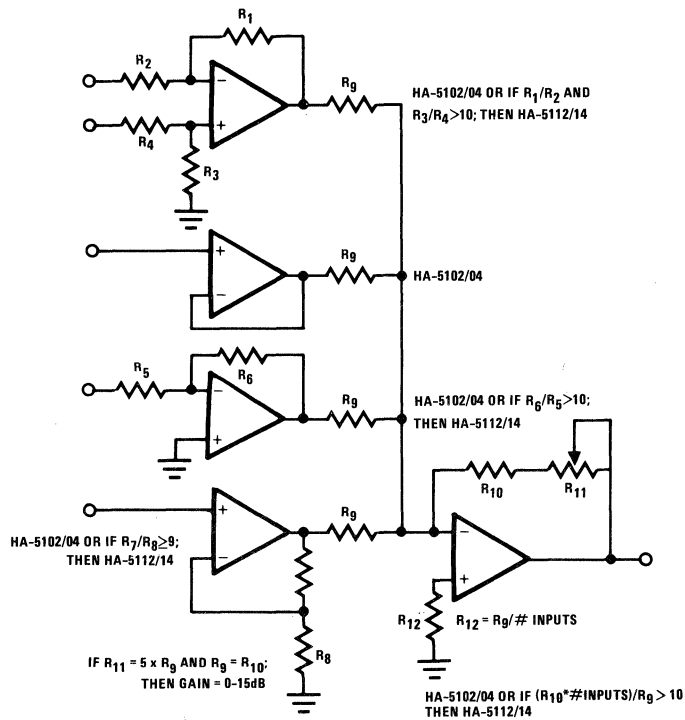 R1
R2
−
R9
HA-5102/04 OR IF R1/R2 AND
R3/R4>10; THEN HA-5112/14
+
R4
R3
+
R9
−
HA-5102/04
R5
R6
−
R9
HA-5102/04 OR IF R6/R5>10;
THEN HA-5112/14
+
R10
R11
+
R9
−
HA-5102/04 OR IF R7/R8≥9;
THEN HA-5112/14
−
+
R12
R12 = R9/# INPUTS
R8
IF R11 = 5 x R9 AND R9 = R10;
THEN GAIN = 0-15dB
HA-5102/04 OR IF (R10*#INPUTS)/R9 > 10
THEN HA-5112/14